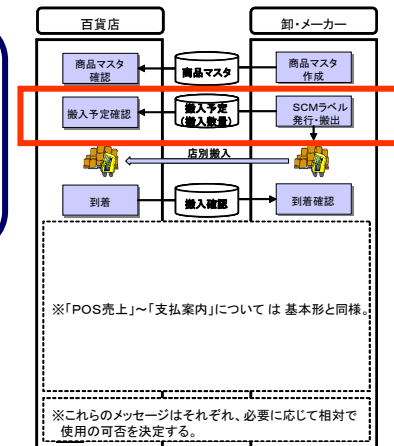 百貨店
卸・メーカー
商品マスタ
確認
商品マスタ
商品マスタ
作成
搬入予定確認
搬入予定
(搬入数量)
SCMラベル
発行・搬出
店別搬入
到着
搬入確認
到着確認
※「POS売上」～「支払案内」については 基本形と同様。
※これらのメッセージはそれぞれ、必要に応じて相対で
使用の可否を決定する。